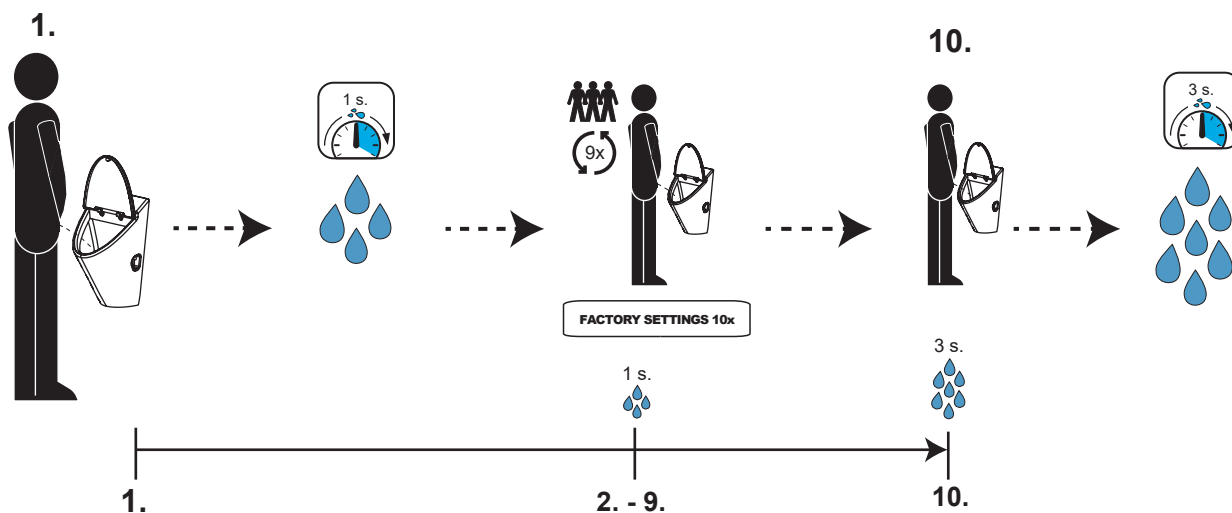 1.
10.
1 s.
3 s.
9x
FACTORY SETTINGS 10x
1 s.
3 s.
1.
2. - 9.
10.